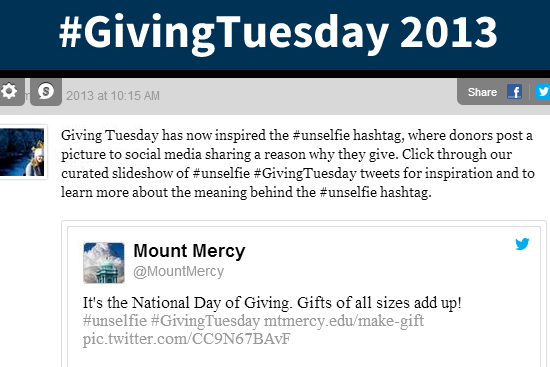 #GivingTuesday 2013
2013 at 10:15 AM
Share
Giving Tuesday has now inspired the #unselfie hashtag, where donors post a
picture to social media sharing a reason why they give. Click through our
curated slideshow of #unselfie #GivingTuesday tweets for inspiration and to
learn more about the meaning behind the #unselfie hashtag.
Mount Mercy
@MountMercy
It's the National Day of Giving. Gifts of all sizes add up!
#unselfie #GivingTuesday mtmercy.edu/make-gift
pic.twitter.com/CC9N67BAvF